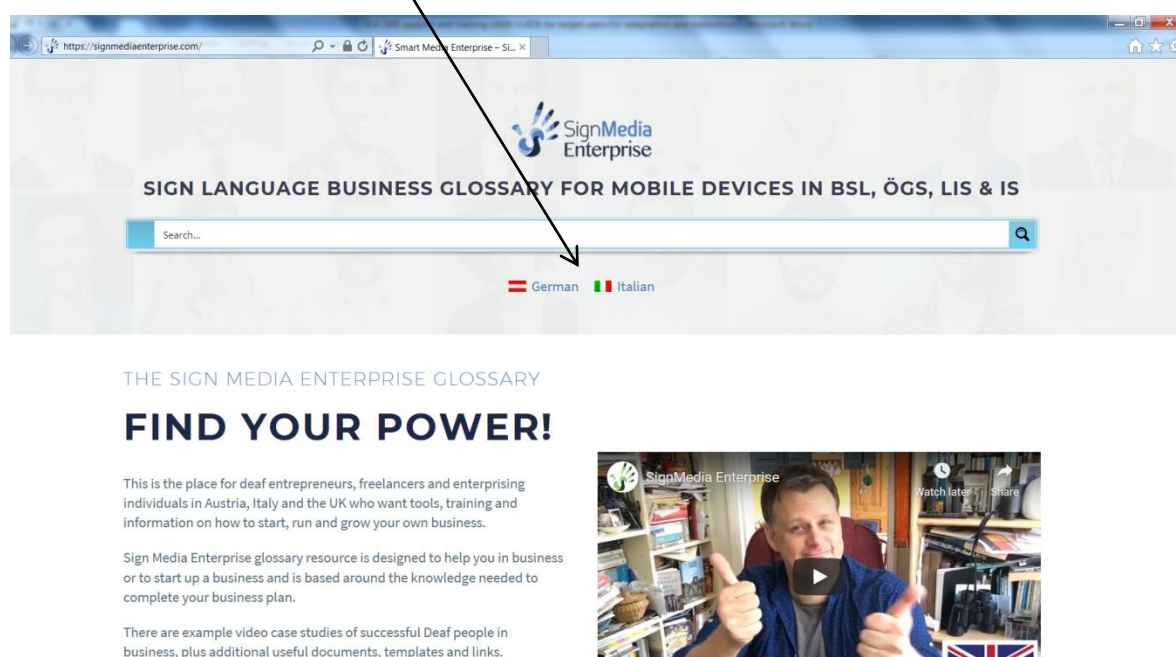 https://signmediaenterprise.com/
Smart Media Enterprise – Si...
SignMedia
Enterprise
SIGN LANGUAGE BUSINESS GLOSSARY FOR MOBILE DEVICES IN BSL, ÖGS, LIS & IS
Search...
German Italian
THE SIGN MEDIA ENTERPRISE GLOSSARY
FIND YOUR POWER!
This is the place for deaf entrepreneurs, freelancers and enterprising
individuals in Austria, Italy and the UK who want tools, training and
information on how to start, run and grow your own business.
Sign Media Enterprise glossary resource is designed to help you in business
or to start up a business and is based around the knowledge needed to
complete your business plan.
There are example video case studies of successful Deaf people in
business, plus additional useful documents, templates and links.
SignMedia Enterprise
Watch later Share